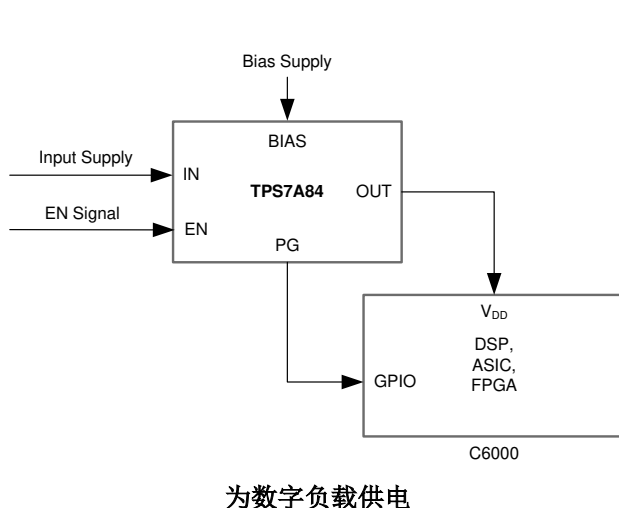 Bias Supply
BIAS
Input Supply
IN
TPS7A84
OUT
EN Signal
EN
PG
VDD
DSP,
ASIC,
FPGA
GPIO
C6000
为数字负载供电